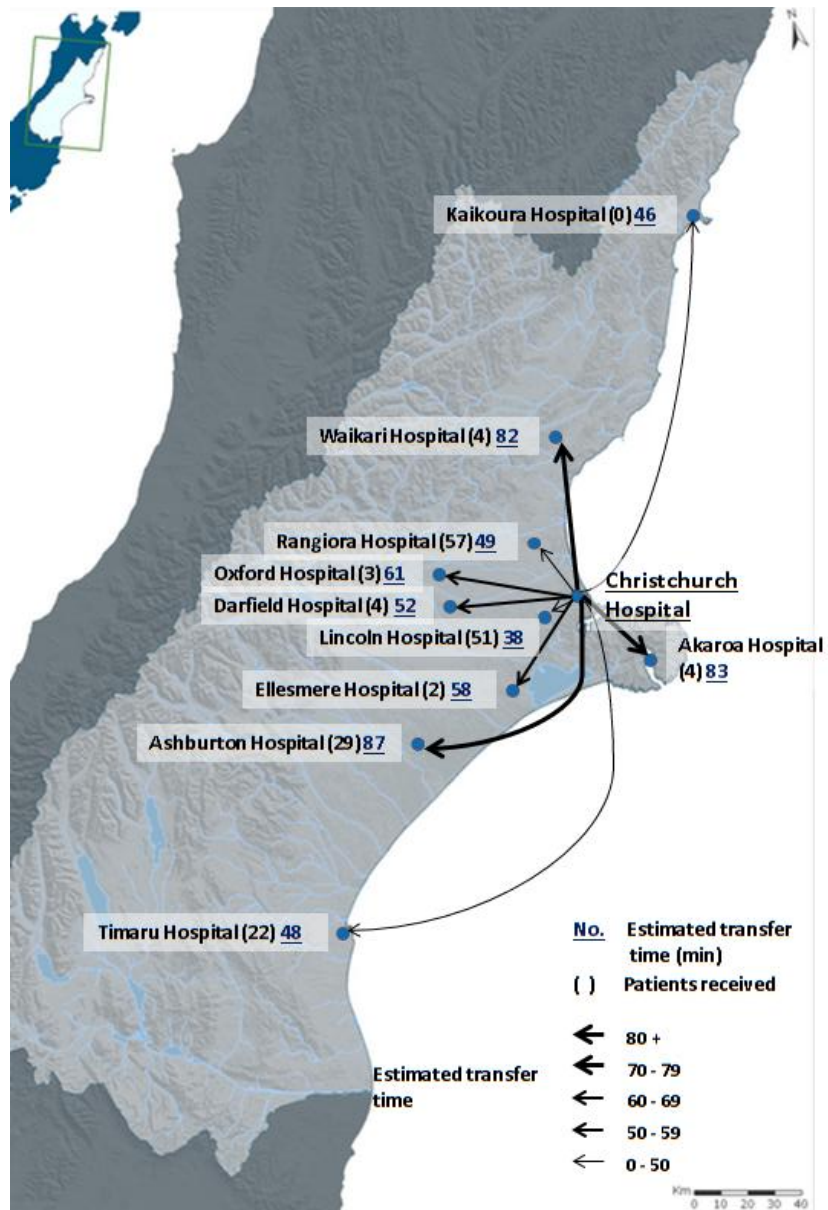 N
Kaikoura Hospital (0) 46
Waikari Hospital (4) 82
Rangiora Hospital (57) 49
Oxford Hospital (3) 61
Darfield Hospital (4) 52
Lincoln Hospital (51) 38
Christchurch
Hospital
Akaroa Hospital
(4) 83
Ellesmere Hospital (2) 58
Ashburton Hospital (29) 87
Timaru Hospital (22) 48
No. Estimated transfer
time (min)
( ) Patients received
80 +
70 - 79
60 - 69
50 - 59
0 - 50
Estimated transfer
time
Km
0 10 20 30 40